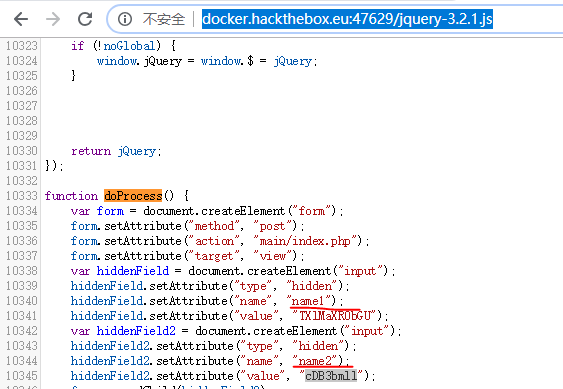 不安全 | docker.hackthebox.eu:47629/jquery-3.2.1.js
10323 if (!noGlobal) {
10324 window.jQuery = window.$ = jQuery;
10325 }
10326
10327
10328
10329
10330 return jQuery;
10331 });
10332
10333 function doProcess() {
10334 var form = document.createElement("form");
10335 form.setAttribute("method", "post");
10336 form.setAttribute("action", "main/index.php");
10337 form.setAttribute("target", "view");
10338 var hiddenField = document.createElement("input");
10339 hiddenField.setAttribute("type", "hidden");
10340 hiddenField.setAttribute("name", "name1");
10341 hiddenField.setAttribute("value", "TXlMaXR0bGU");
10342 var hiddenField2 = document.createElement("input");
10343 hiddenField2.setAttribute("type", "hidden");
10344 hiddenField2.setAttribute("name", "name2");
10345 hiddenField2.setAttribute("value", "cDB3bmll");